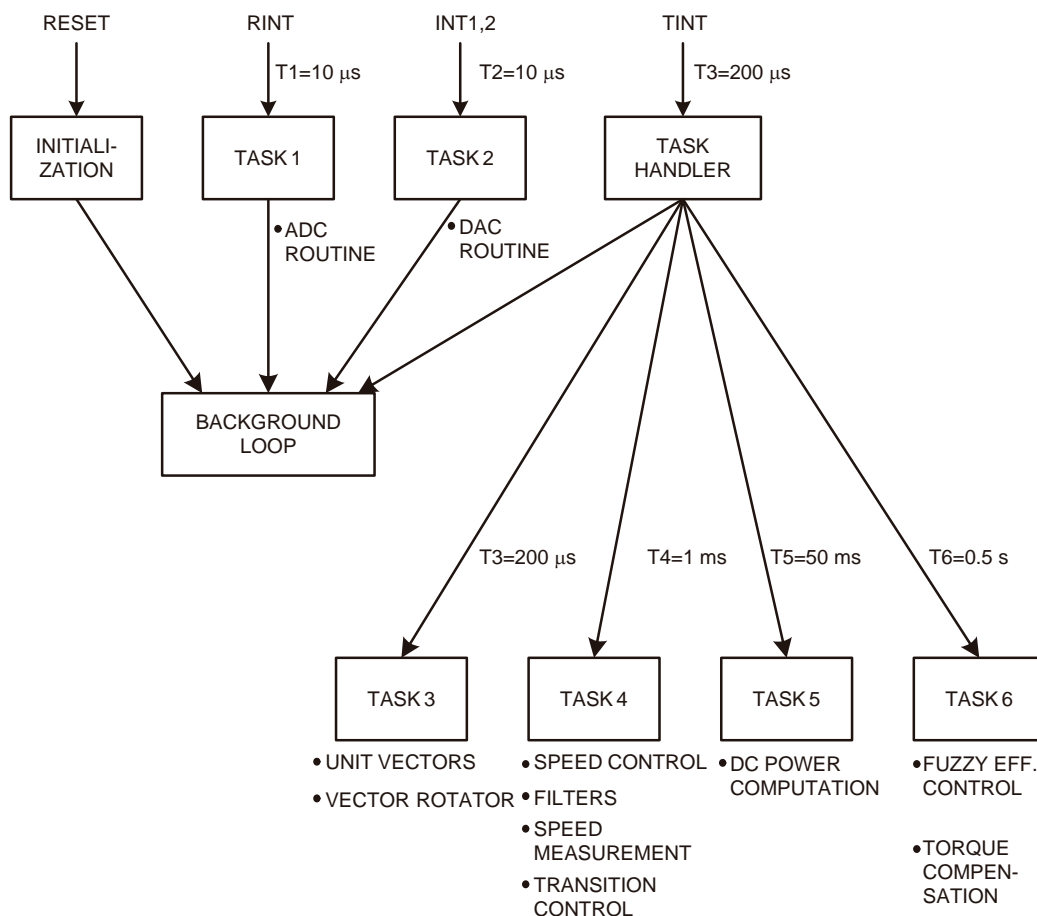 RESET
RINT
INT1,2
TINT
T1=10 μs
T2=10 μs
T3=200 μs
INITIALI-
ZATION
TASK 1
TASK 2
TASK
HANDLER
• ADC
ROUTINE
• DAC
ROUTINE
BACKGROUND
LOOP
T3=200 μs
T4=1 ms
T5=50 ms
T6=0.5 s
TASK 3
TASK 4
TASK 5
TASK 6
• UNIT VECTORS
• VECTOR ROTATOR
• SPEED CONTROL
• FILTERS
• SPEED
MEASUREMENT
• TRANSITION
CONTROL
• DC POWER
COMPUTATION
• FUZZY EFF.
CONTROL
• TORQUE
COMPEN-
SATION